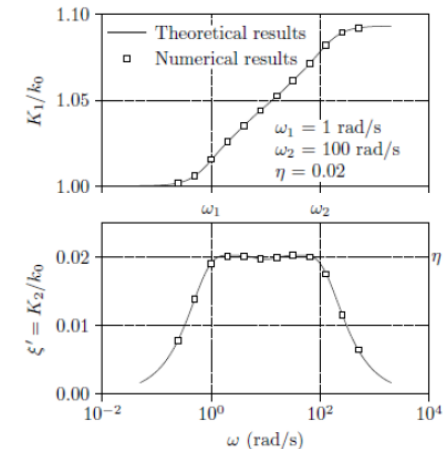 1.10
Theoretical results
Numerical results
K₁/k₀
1.05
ω₁ = 1 rad/s
ω₂ = 100 rad/s
η = 0.02
1.00
ω₁ ω₂
0.02 η
ξ′ = K₂/k₀
0.01
0.00
10⁻² 10⁰ 10² 10⁴
ω (rad/s)